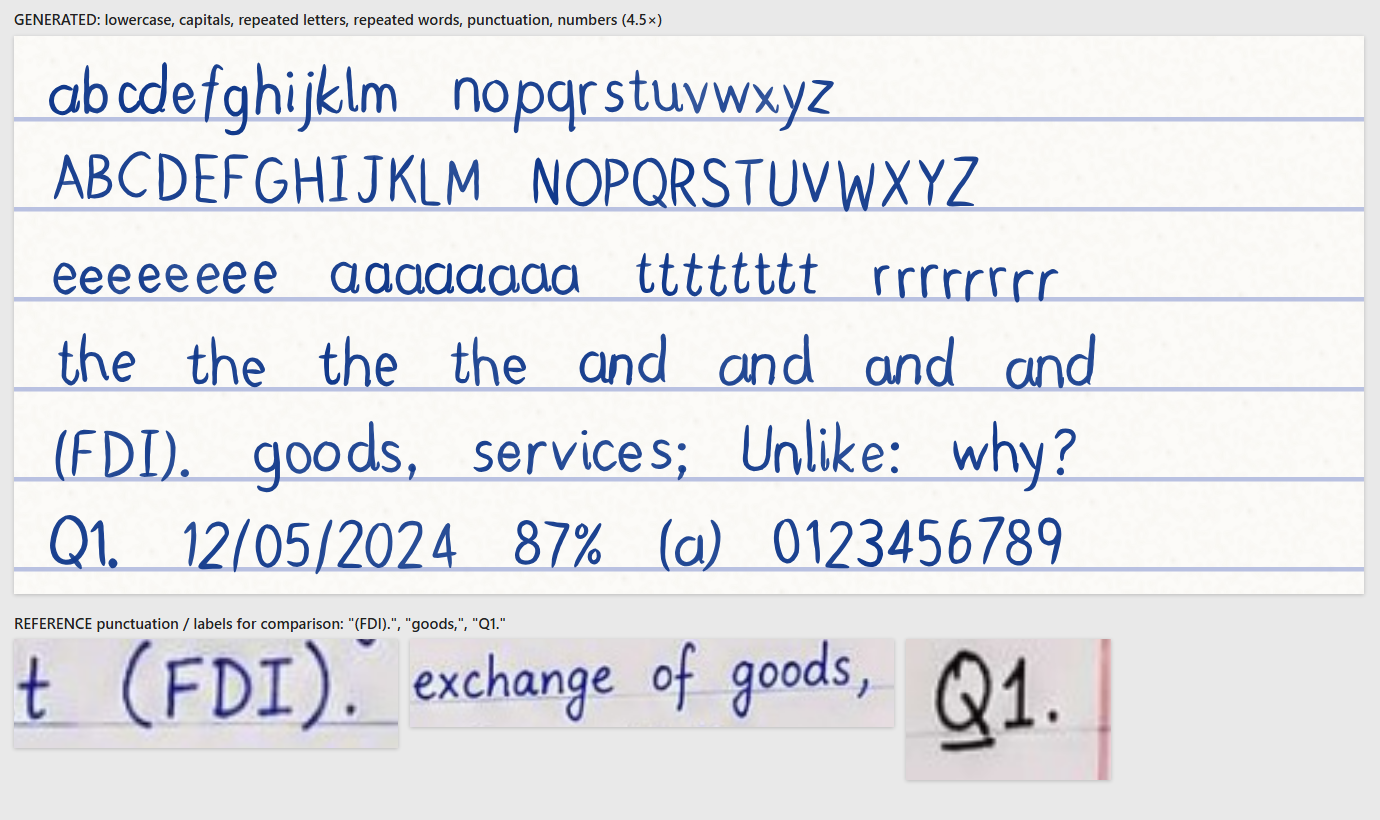 GENERATED: lowercase, capitals, repeated letters, repeated words, punctuation, numbers (4.5×)
abcdefghijklm nopqrstuvwxyz
ABCDEFGHIJKLM NOPQRSTUVWXYZ
eeeeeeee aaaaaaaa tttttttt rrrrrrrr
the the the the and and and and
(FDI). goods, services; Unlike: why?
Q1. 12/05/2024 87% (a) 0123456789
REFERENCE punctuation / labels for comparison: "(FDI).", "goods,", "Q1."
t (FDI). exchange of goods, Q1.